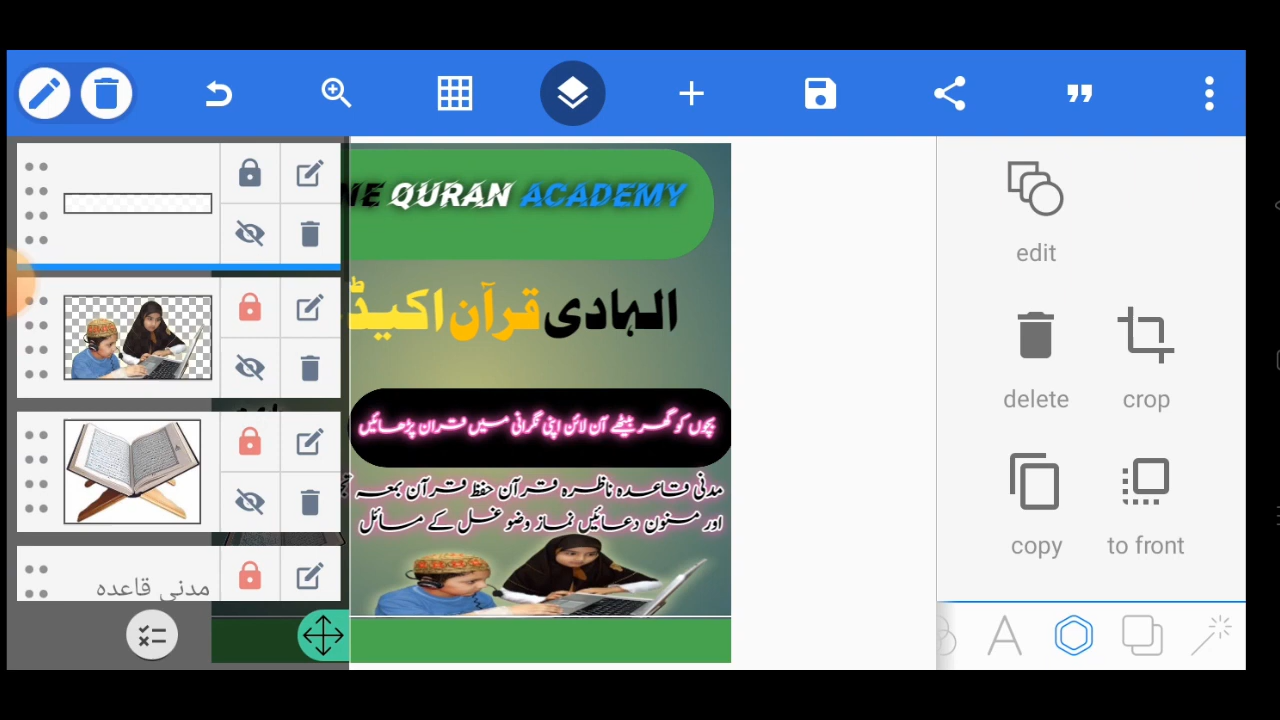 QURAN ACADEMY
الہادی قرآن اکیڈ
بچوں کو گھر بیٹھے آن لائن اپنی نگرانی میں قران پڑھائیں
مدنی قاعدہ ناظرہ قرآن حفظ قرآن بمعہ
اور مسنون دعائیں نماز وضو غسل کے مسائل
مدنی قاعدہ
edit
delete crop
copy to front